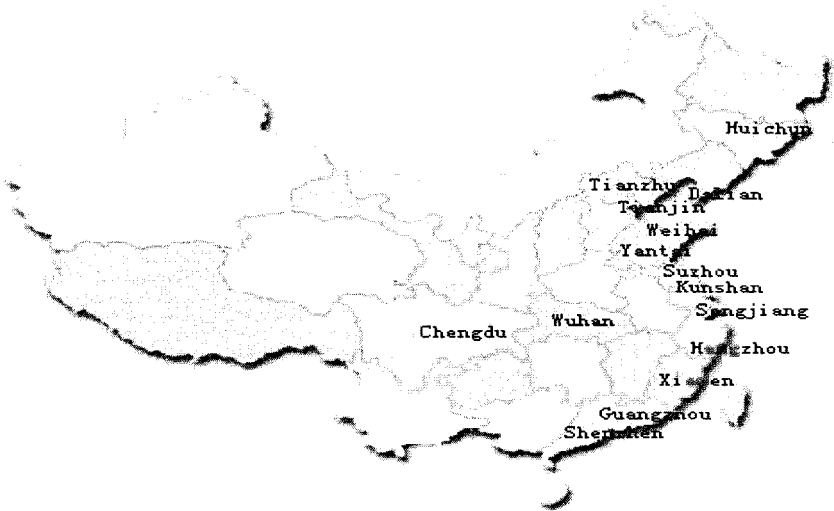 Huichun
Tianzhu
Dalian
Tianjin
Weihai
Yantai
Suzhou
Kunshan
Songjiang
Chengdu
Wuhan
Hangzhou
Xiamen
Guangzhou
Shenzhen